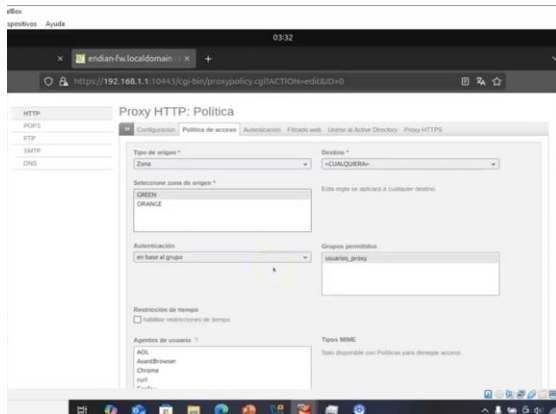 spositivos Ayuda
03:32
endian-fw.localdomain -
https://192.168.1.1:10443/cgi-bin/proxypolicy.cgi?ACTION=edit&ID=0
HTTP
POP3
FTP
SMTP
DNS
Proxy HTTP: Política
Configuración Política de acceso Autenticación Filtrado web Unirse al Active Directory Proxy HTTPS
Tipo de origen * Destino *
Zona <CUALQUIERA>
Seleccione zona de origen * Esta regla se aplicará a cualquier destino
GREEN
ORANGE
Autenticación Grupos permitidos
en base al grupo usuarios_proxy
Restricción de tiempo
habilitar restricciones de tiempo
Agentes de usuario ? Tipos MIME
AOL Solo disponible con Políticas para denegar acceso.
AvantBrowser
Chrome
curl